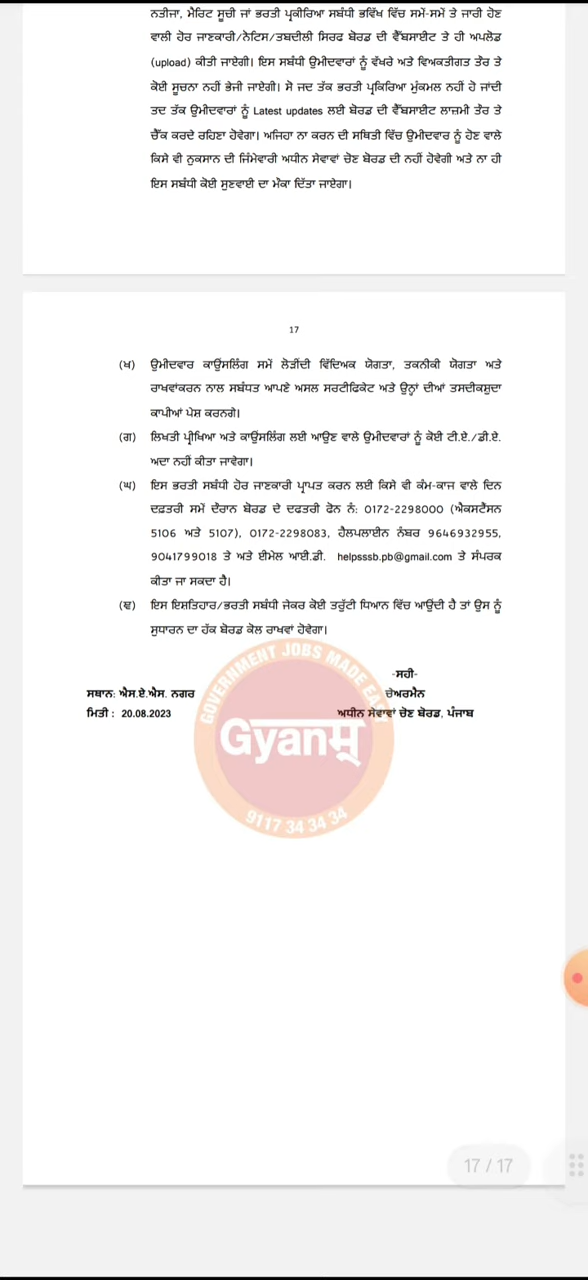 ਨਤੀਜਾ, ਮੈਰਿਟ ਸੂਚੀ ਜਾਂ ਭਰਤੀ ਪ੍ਰਕੀਰਿਆ ਸਬੰਧੀ ਭਵਿੱਖ ਵਿੱਚ ਸਮੇਂ-ਸਮੇਂ ਤੇ ਜਾਰੀ ਹੋਣ
ਵਾਲੀ ਹੋਰ ਜਾਣਕਾਰੀ/ਨੋਟਿਸ/ਤਬਦੀਲੀ ਸਿਰਫ ਬੋਰਡ ਦੀ ਵੈੱਬਸਾਈਟ ਤੇ ਹੀ ਅਪਲੋਡ
(upload) ਕੀਤੀ ਜਾਏਗੀ। ਇਸ ਸਬੰਧੀ ਉਮੀਦਵਾਰਾਂ ਨੂੰ ਵੱਖਰੇ ਅਤੇ ਵਿਅਕਤੀਗਤ ਤੌਰ ਤੇ
ਕੋਈ ਸੂਚਨਾ ਨਹੀਂ ਭੇਜੀ ਜਾਏਗੀ। ਸੋ ਜਦ ਤੱਕ ਭਰਤੀ ਪ੍ਰਕਿਰਿਆ ਮੁੰਕਮਲ ਨਹੀਂ ਹੋ ਜਾਂਦੀ
ਤਦ ਤੱਕ ਉਮੀਦਵਾਰਾਂ ਨੂੰ Latest updates ਲਈ ਬੋਰਡ ਦੀ ਵੈੱਬਸਾਈਟ ਲਾਜ਼ਮੀ ਤੌਰ ਤੇ
ਚੈੱਕ ਕਰਦੇ ਰਹਿਣਾ ਹੋਵੇਗਾ। ਅਜਿਹਾ ਨਾ ਕਰਨ ਦੀ ਸਥਿਤੀ ਵਿੱਚ ਉਮੀਦਵਾਰ ਨੂੰ ਹੋਣ ਵਾਲੇ
ਕਿਸੇ ਵੀ ਨੁਕਸਾਨ ਦੀ ਜਿੰਮੇਵਾਰੀ ਅਧੀਨ ਸੇਵਾਵਾਂ ਚੋਣ ਬੋਰਡ ਦੀ ਨਹੀਂ ਹੋਵੇਗੀ ਅਤੇ ਨਾ ਹੀ
ਇਸ ਸਬੰਧੀ ਕੋਈ ਸੁਣਵਾਈ ਦਾ ਮੌਕਾ ਦਿੱਤਾ ਜਾਏਗਾ।
17
(ਖ) ਉਮੀਦਵਾਰ ਕਾਉਂਸਲਿੰਗ ਸਮੇਂ ਲੋੜੀਂਦੀ ਵਿੱਦਿਅਕ ਯੋਗਤਾ, ਤਕਨੀਕੀ ਯੋਗਤਾ ਅਤੇ
ਰਾਖਵਾਂਕਰਨ ਨਾਲ ਸਬੰਧਤ ਆਪਣੇ ਅਸਲ ਸਰਟੀਫਿਕੇਟ ਅਤੇ ਉਨ੍ਹਾਂ ਦੀਆਂ ਤਸਦੀਕਸ਼ੁਦਾ
ਕਾਪੀਆਂ ਪੇਸ਼ ਕਰਨਗੇ।
(ਗ) ਲਿਖਤੀ ਪ੍ਰੀਖਿਆ ਅਤੇ ਕਾਉਂਸਲਿੰਗ ਲਈ ਆਉਣ ਵਾਲੇ ਉਮੀਦਵਾਰਾਂ ਨੂੰ ਕੋਈ ਟੀ.ਏ./ਡੀ.ਏ.
ਅਦਾ ਨਹੀਂ ਕੀਤਾ ਜਾਵੇਗਾ।
(ਘ) ਇਸ ਭਰਤੀ ਸਬੰਧੀ ਹੋਰ ਜਾਣਕਾਰੀ ਪ੍ਰਾਪਤ ਕਰਨ ਲਈ ਕਿਸੇ ਵੀ ਕੰਮ-ਕਾਜ ਵਾਲੇ ਦਿਨ
ਦਫ਼ਤਰੀ ਸਮੇਂ ਦੌਰਾਨ ਬੋਰਡ ਦੇ ਦਫਤਰੀ ਫੋਨ ਨੰ: 0172-2298000 (ਐਕਸਟੈਂਸਨ
5106 ਅਤੇ 5107), 0172-2298083, ਹੈਲਪਲਾਈਨ ਨੰਬਰ 9646932955,
9041799018 ਤੇ ਅਤੇ ਈਮੇਲ ਆਈ.ਡੀ. helpsssb.pb@gmail.com ਤੇ ਸੰਪਰਕ
ਕੀਤਾ ਜਾ ਸਕਦਾ ਹੈ।
(ਙ) ਇਸ ਇਸ਼ਤਿਹਾਰ/ਭਰਤੀ ਸਬੰਧੀ ਜੇਕਰ ਕੋਈ ਤਰੁੱਟੀ ਧਿਆਨ ਵਿੱਚ ਆਉਂਦੀ ਹੈ ਤਾਂ ਉਸ ਨੂੰ
ਸੁਧਾਰਨ ਦਾ ਹੱਕ ਬੋਰਡ ਕੋਲ ਰਾਖਵਾਂ ਹੋਵੇਗਾ।
-ਸਹੀ-
ਸਥਾਨ: ਐਸ.ਏ.ਐਸ. ਨਗਰ ਚੇਅਰਮੈਨ
ਮਿਤੀ : 20.08.2023 ਅਧੀਨ ਸੇਵਾਵਾਂ ਚੋਣ ਬੋਰਡ, ਪੰਜਾਬ
GOVERNMENT JOBS MADE EASY
Gyanਮ੍
9117 34 34 34
17 / 17